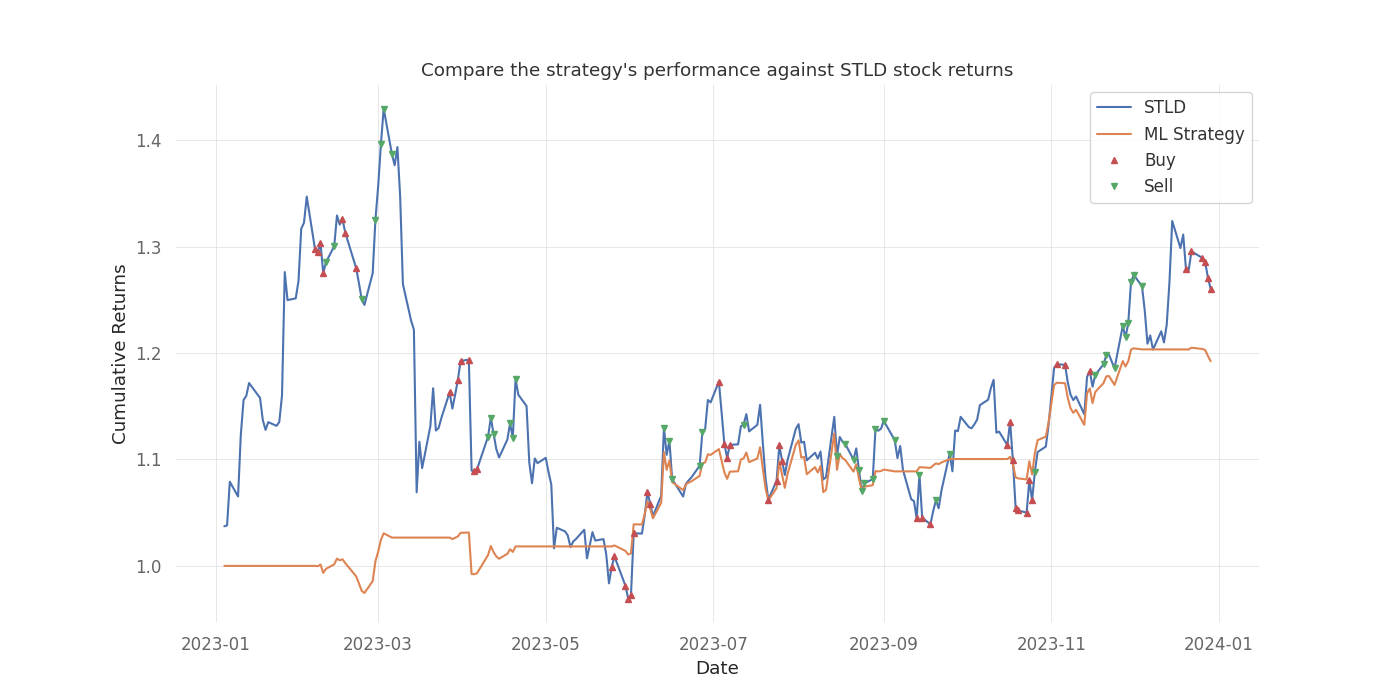 Compare the strategy's performance against STLD stock returns
STLD
ML Strategy
Buy
Sell
Cumulative Returns
1.4
1.3
1.2
1.1
1.0
2023-01
2023-03
2023-05
2023-07
2023-09
2023-11
2024-01
Date